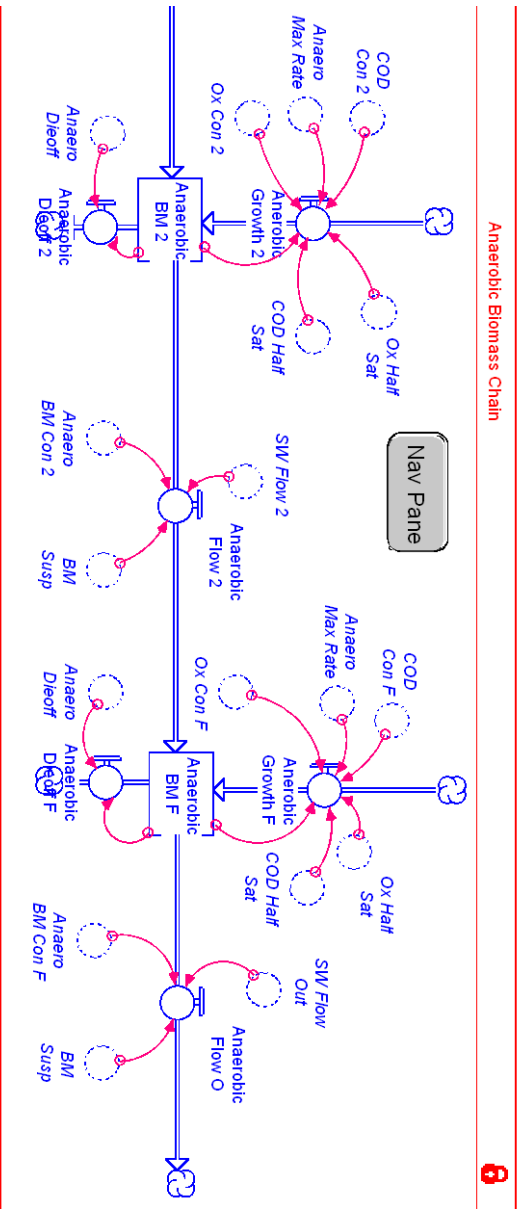 Anaerobic Biomass Chain
Nav Pane
COD
Con 2
Anaero
Max Rate
Ox Con 2
Anerobic
Growth 2
Ox Half
Sat
COD Half
Sat
Anaerobic
BM 2
Anaero
Dieoff
Anaerobic
Dieoff 2
SW Flow 2
Anaerobic
Flow 2
Anaero
BM Con 2
BM
Susp
COD
Con F
Anaero
Max Rate
Ox Con F
Anerobic
Growth F
Ox Half
Sat
COD Half
Sat
Anaerobic
BM F
Anaero
Dieoff
Anaerobic
Dieoff F
SW Flow
Out
Anaerobic
Flow O
Anaero
BM Con F
BM
Susp